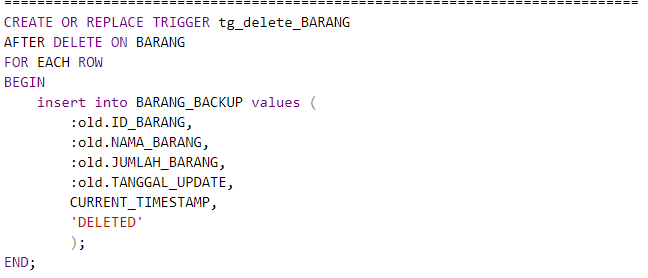 ==============================================================================
CREATE OR REPLACE TRIGGER tg_delete_BARANG
AFTER DELETE ON BARANG
FOR EACH ROW
BEGIN
    insert into BARANG_BACKUP values (
        :old.ID_BARANG,
        :old.NAMA_BARANG,
        :old.JUMLAH_BARANG,
        :old.TANGGAL_UPDATE,
        CURRENT_TIMESTAMP,
        'DELETED'
        );
END;